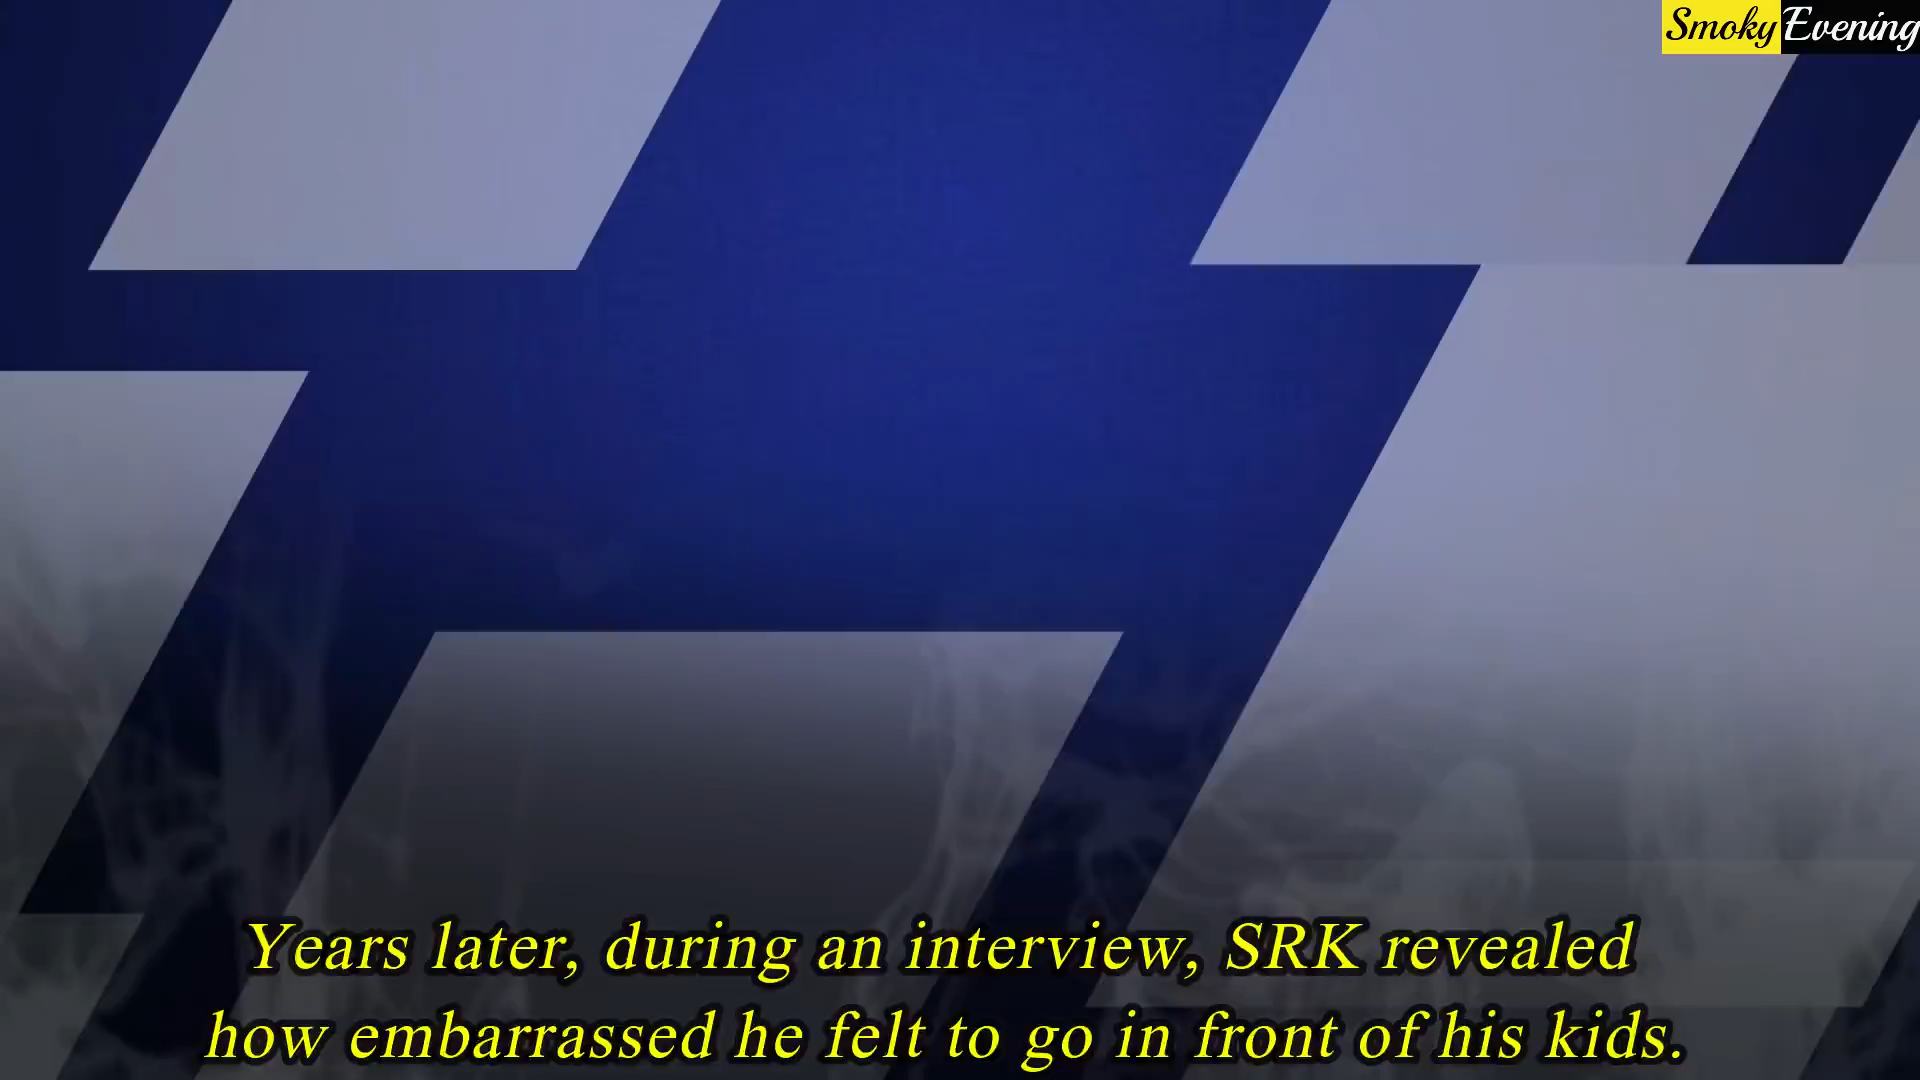 Smoky Evening
Years later, during an interview, SRK revealed
how embarrassed he felt to go in front of his kids.